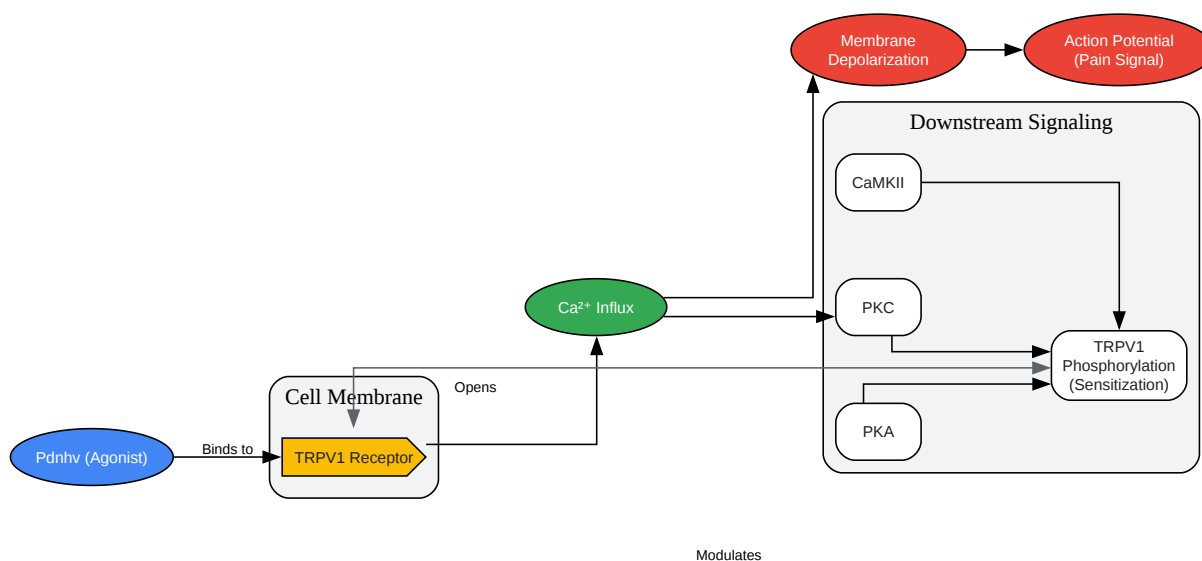 Membrane
Depolarization
Action Potential
(Pain Signal)
Downstream Signaling
CaMKII
Ca²⁺ Influx
PKC
TRPV1
Phosphorylation
(Sensitization)
Opens
Cell Membrane
PKA
Pdnhv (Agonist)
Binds to
TRPV1 Receptor
Modulates